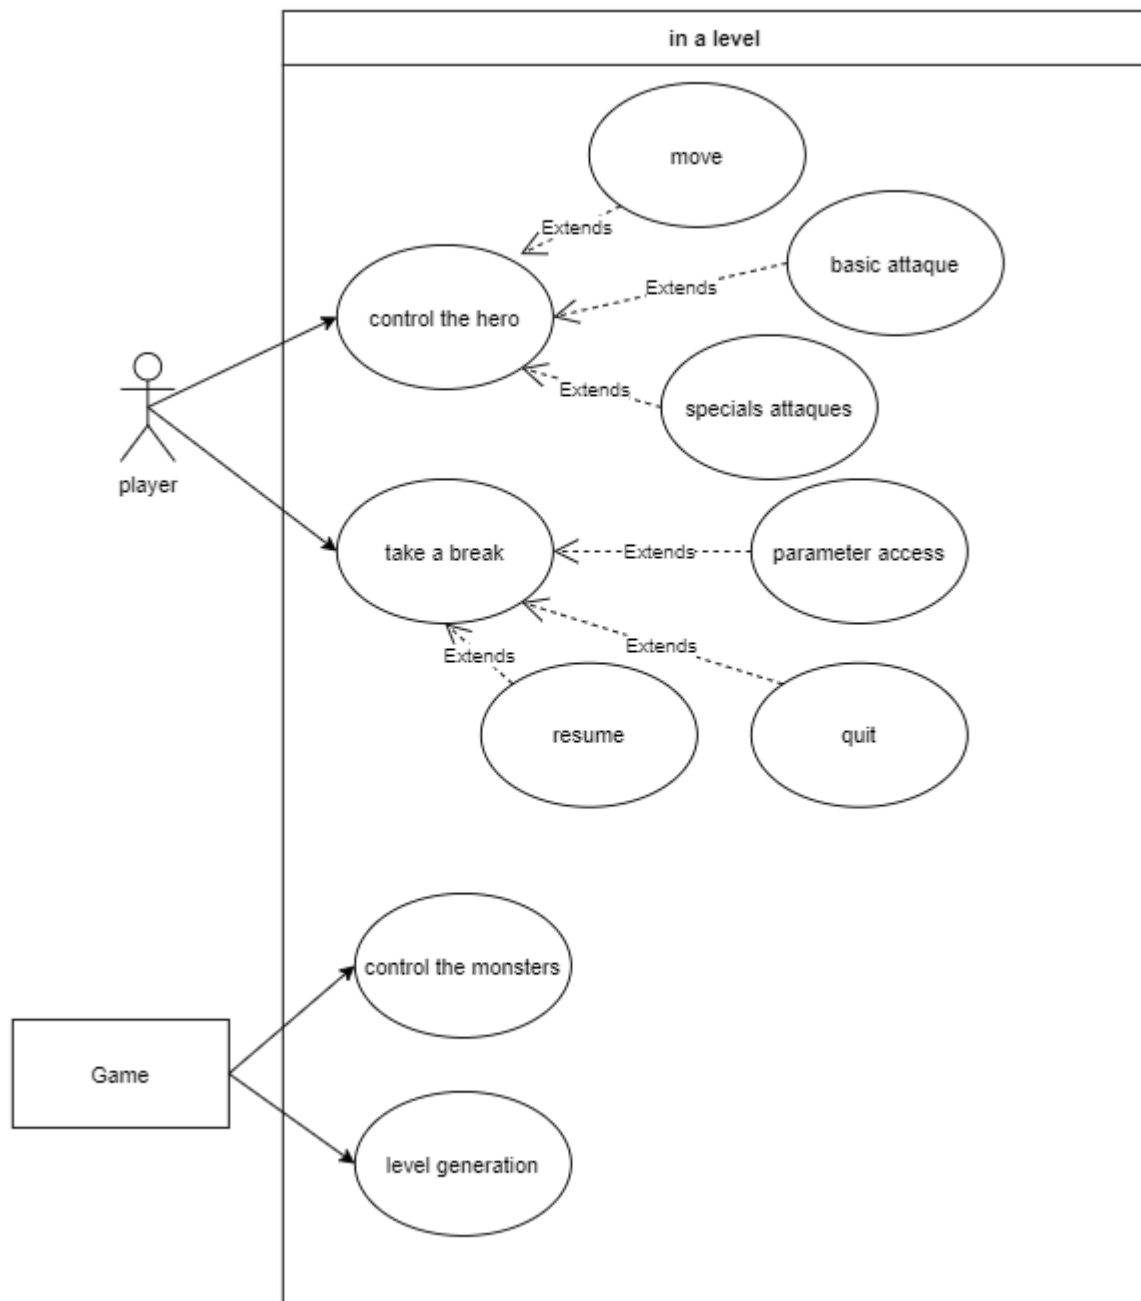 in a level
move
Extends
basic attaque
Extends
control the hero
Extends
specials attaques
player
take a break
Extends
parameter access
Extends
Extends
resume
quit
control the monsters
Game
level generation